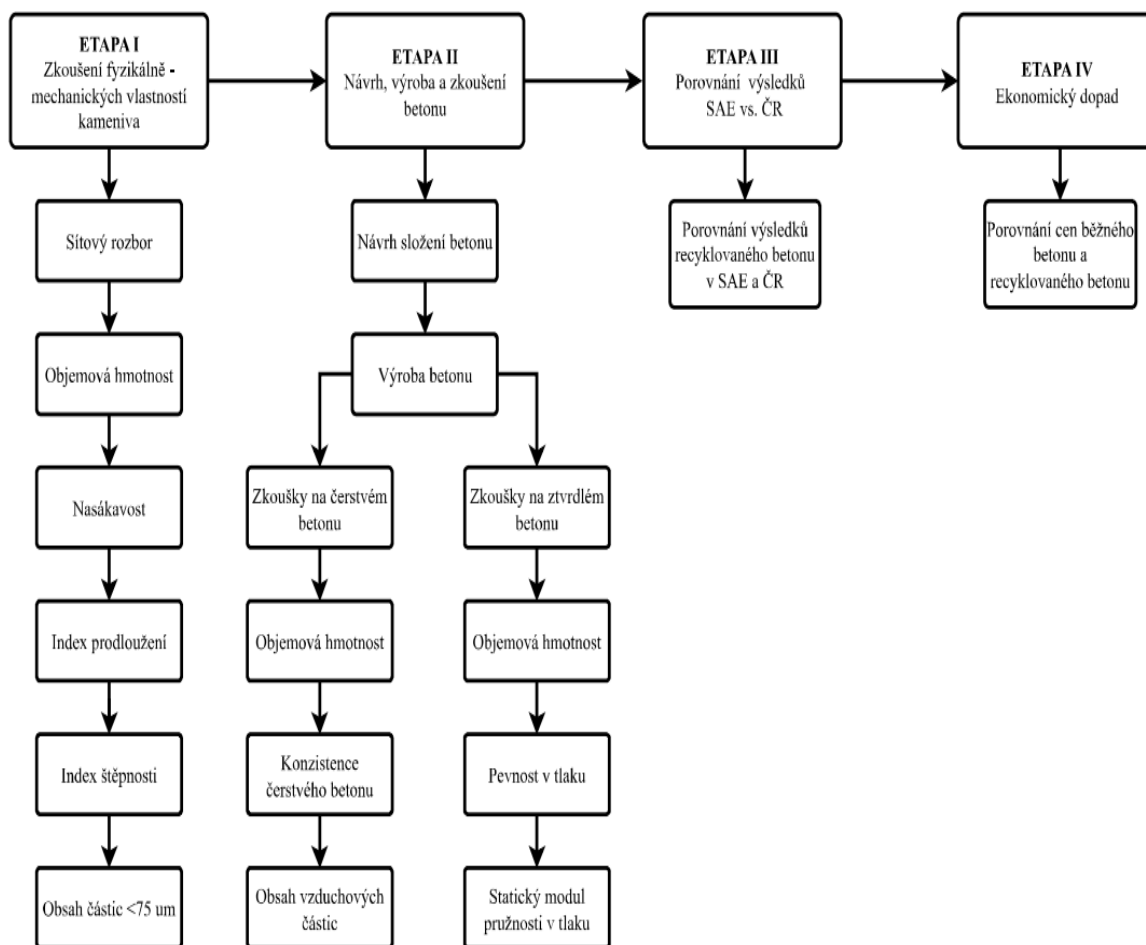 ETAPA I
Zkoušení fyzikálně -
mechanických vlastností
kameniva
ETAPA II
Návrh, výroba a zkoušení
betonu
ETAPA III
Porovnání výsledků
SAE vs. ČR
ETAPA IV
Ekonomický dopad
Sítový rozbor
Objemová hmotnost
Nasákavost
Index prodloužení
Index štěpnosti
Obsah částic <75 um
Návrh složení betonu
Výroba betonu
Zkoušky na čerstvém
betonu
Objemová hmotnost
Konzistence
čerstvého betonu
Obsah vzduchových
částic
Zkoušky na ztvrdlém
betonu
Objemová hmotnost
Pevnost v tlaku
Statický modul
pružnosti v tlaku
Porovnání výsledků
recyklovaného betonu
v SAE a ČR
Porovnání cen běžného
betonu a
recyklovaného betonu